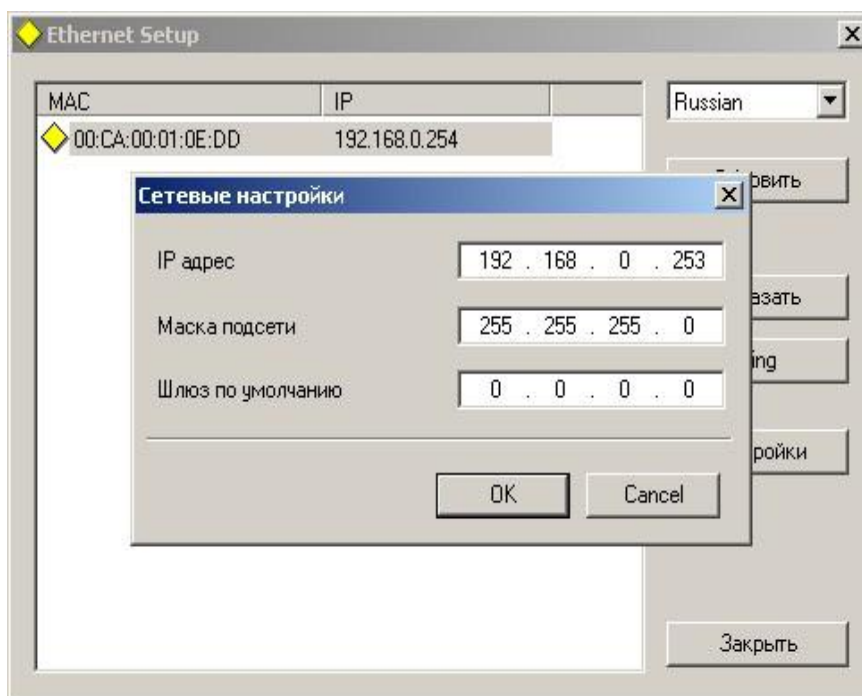 Ethernet Setup
MAC IP
Russian
00:CA:00:01:0E:DD 192.168.0.254
Сетевые настройки
IP адрес 192 . 168 . 0 . 253
Маска подсети 255 . 255 . 255 . 0
Шлюз по умолчанию 0 . 0 . 0 . 0
OK Cancel
Закрыть